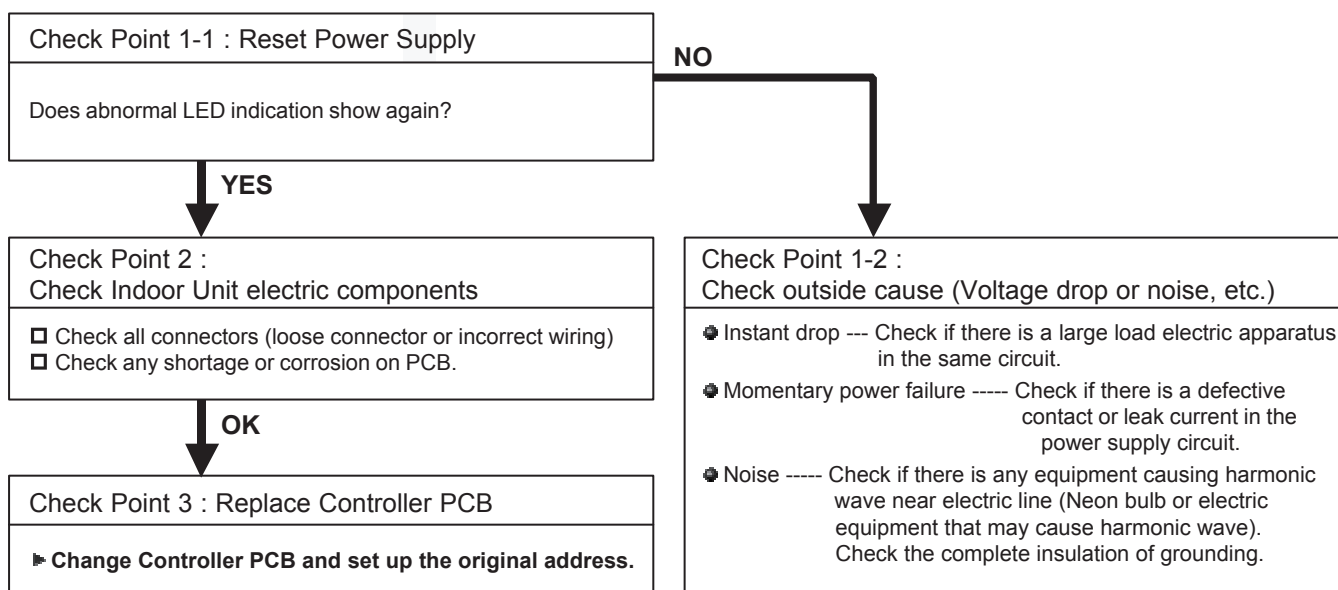 Check Point 1-1 : Reset Power Supply
Does abnormal LED indication show again?
NO
YES
Check Point 2 :
Check Indoor Unit electric components
Check all connectors (loose connector or incorrect wiring)
Check any shortage or corrosion on PCB.
OK
Check Point 3 : Replace Controller PCB
Change Controller PCB and set up the original address.
Check Point 1-2 :
Check outside cause (Voltage drop or noise, etc.)
Instant drop --- Check if there is a large load electric apparatus
in the same circuit.
Momentary power failure ----- Check if there is a defective
contact or leak current in the
power supply circuit.
Noise ----- Check if there is any equipment causing harmonic
wave near electric line (Neon bulb or electric
equipment that may cause harmonic wave).
Check the complete insulation of grounding.